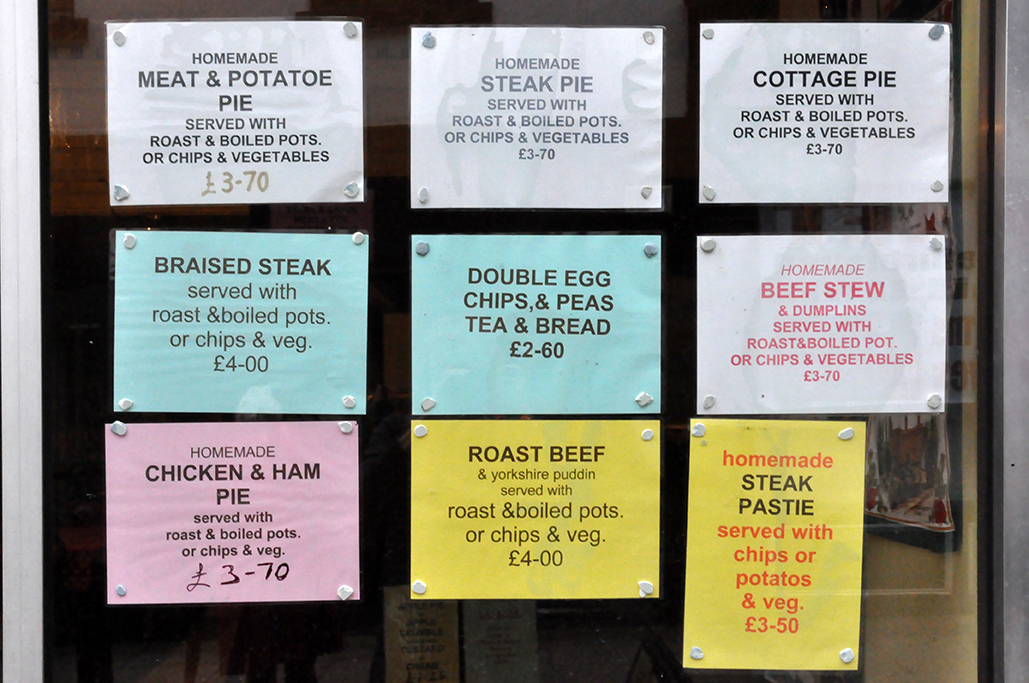 HOMEMADE
MEAT & POTATOE
PIE
SERVED WITH
ROAST & BOILED POTS.
OR CHIPS & VEGETABLES
£3-70
HOMEMADE
STEAK PIE
SERVED WITH
ROAST & BOILED POTS.
OR CHIPS & VEGETABLES
£3-70
HOMEMADE
COTTAGE PIE
SERVED WITH
ROAST & BOILED POTS.
OR CHIPS & VEGETABLES
£3-70
BRAISED STEAK
served with
roast &boiled pots.
or chips & veg.
£4-00
DOUBLE EGG
CHIPS,& PEAS
TEA & BREAD
£2-60
HOMEMADE
BEEF STEW
& DUMPLINS
SERVED WITH
ROAST&BOILED POT.
OR CHIPS & VEGETABLES
£3-70
HOMEMADE
CHICKEN & HAM
PIE
served with
roast & boiled pots.
or chips & veg.
£3-70
ROAST BEEF
& yorkshire puddin
served with
roast &boiled pots.
or chips & veg.
£4-00
homemade
STEAK
PASTIE
served with
chips or
potatos
& veg.
£3-50
APPLE
CRUMBLE
CUSTARD
CREME